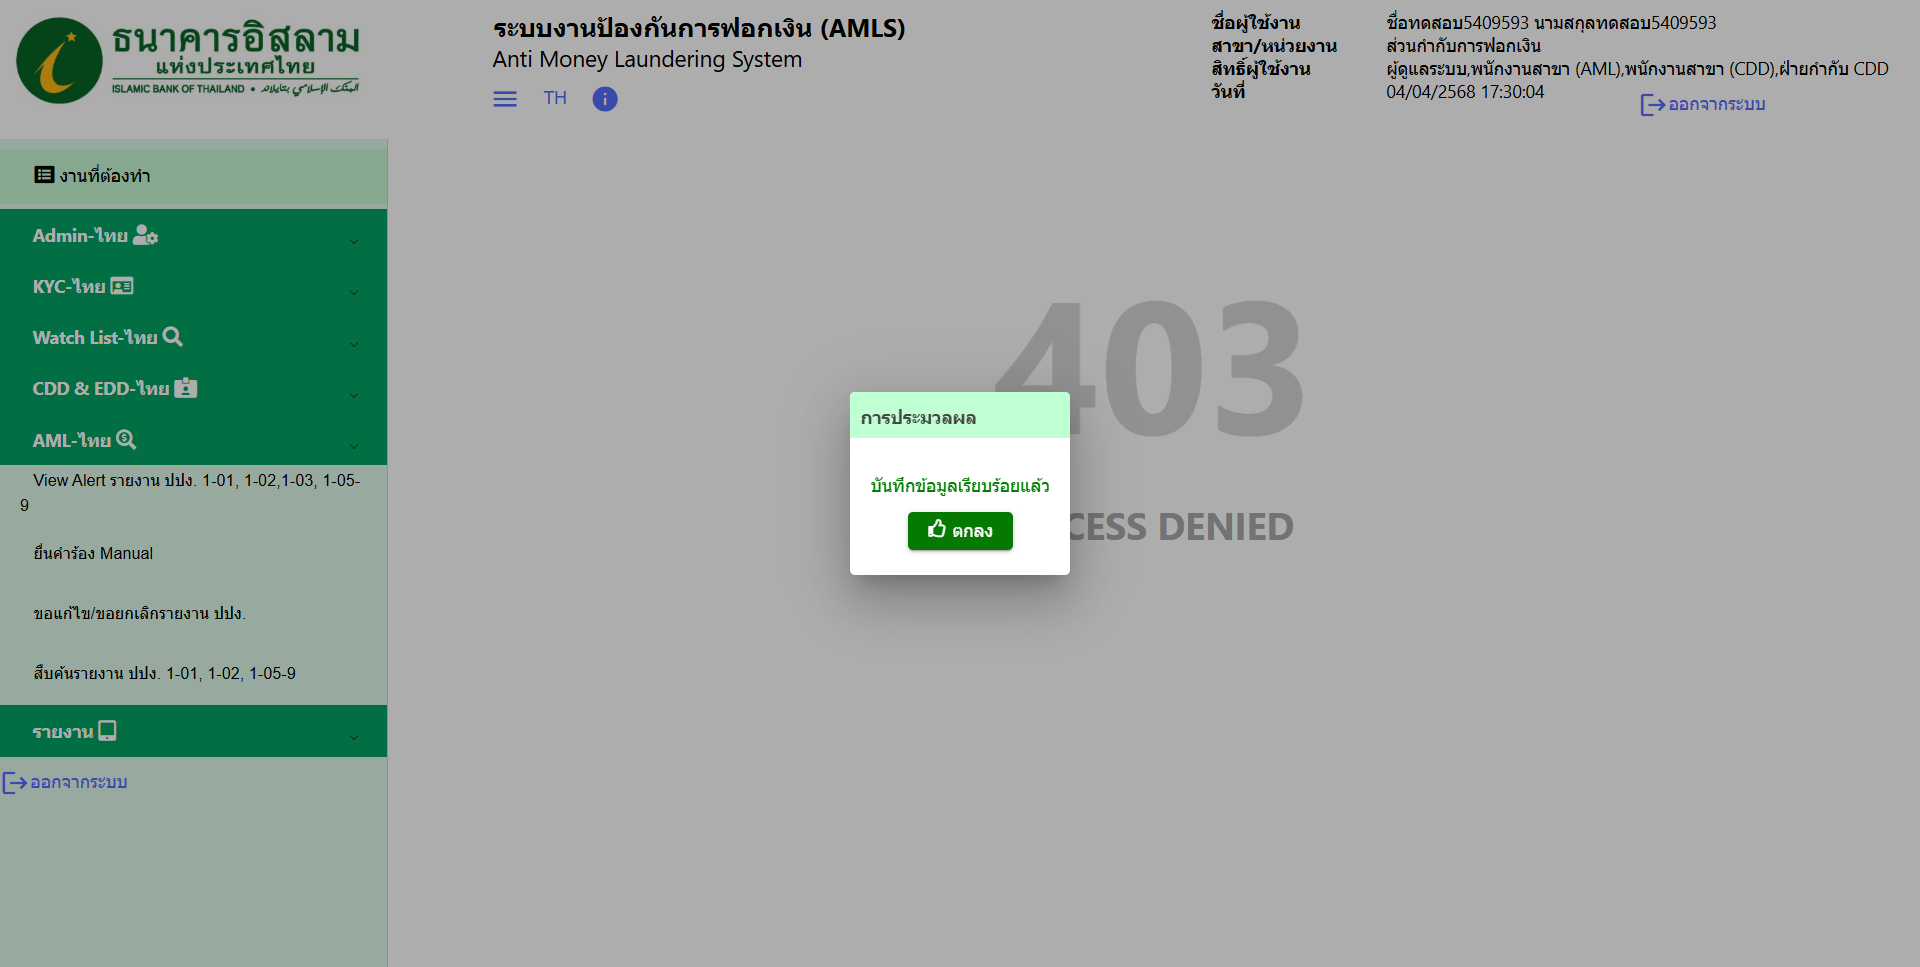 ธนาคารอิสลาม
แห่งประเทศไทย
ISLAMIC BANK OF THAILAND •
ระบบงานป้องกันการฟอกเงิน (AMLS)
Anti Money Laundering System
TH
ชื่อผู้ใช้งาน ชื่อทดสอบ5409593 นามสกุลทดสอบ5409593
สาขา/หน่วยงาน ส่วนกำกับการฟอกเงิน
สิทธิ์ผู้ใช้งาน ผู้ดูแลระบบ,พนักงานสาขา (AML),พนักงานสาขา (CDD),ฝ่ายกำกับ CDD
วันที่ 04/04/2568 17:30:04
ออกจากระบบ
งานที่ต้องทำ
Admin-ไทย
KYC-ไทย
Watch List-ไทย
CDD & EDD-ไทย
AML-ไทย
View Alert รายงาน ปปง. 1-01, 1-02,1-03, 1-05-
9
ยื่นคำร้อง Manual
ขอแก้ไข/ขอยกเลิกรายงาน ปปง.
สืบค้นรายงาน ปปง. 1-01, 1-02, 1-05-9
รายงาน
ออกจากระบบ
403
CESS DENIED
การประมวลผล
บันทึกข้อมูลเรียบร้อยแล้ว
ตกลง